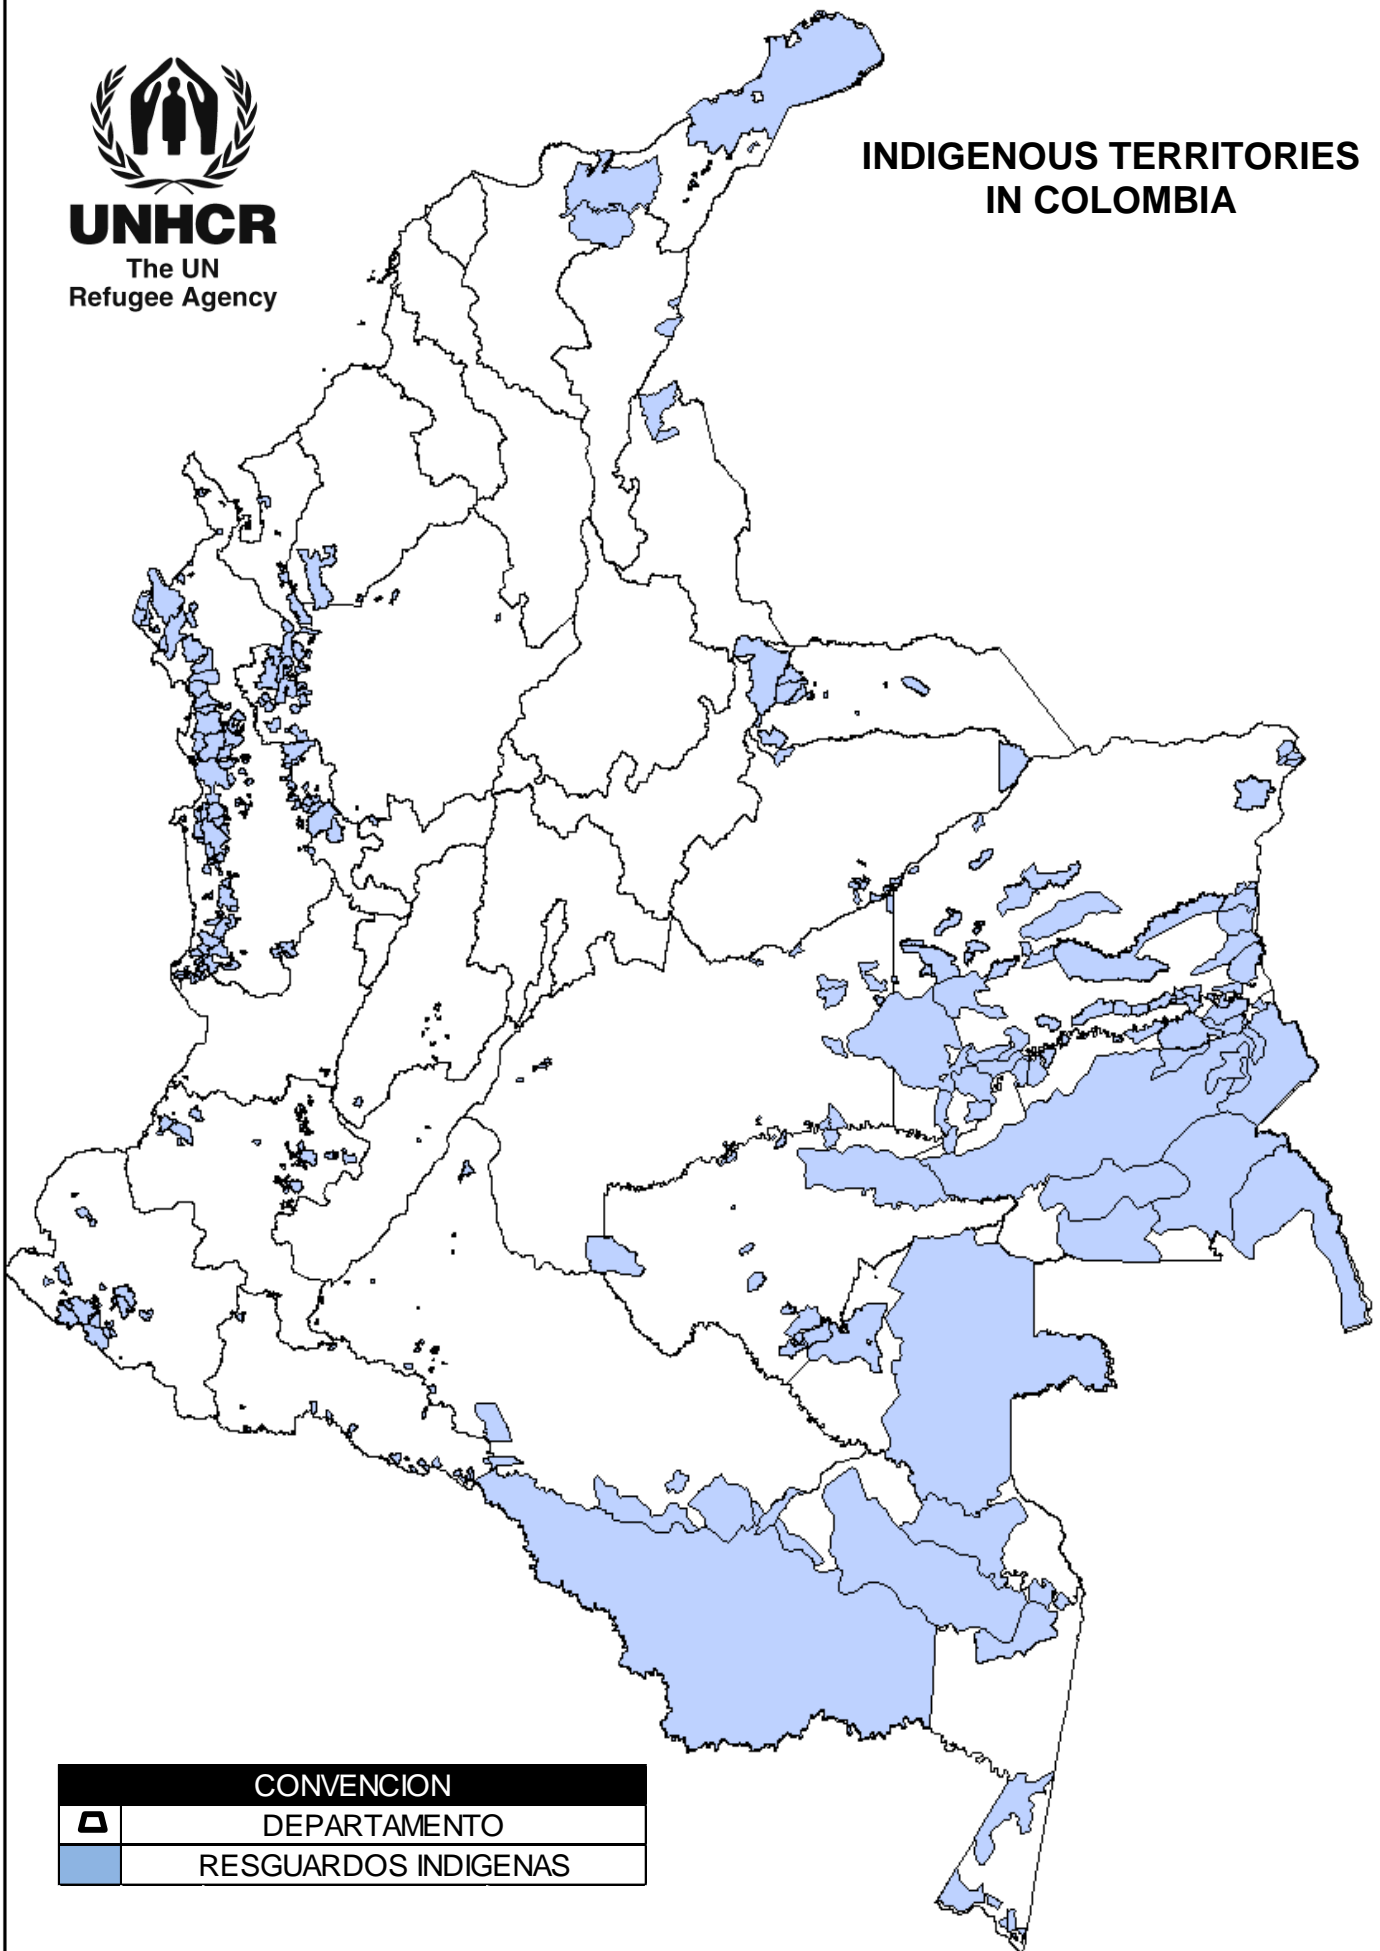 UNHCR
The UN
Refugee Agency
INDIGENOUS TERRITORIES
IN COLOMBIA
CONVENCION
DEPARTAMENTO
RESGUARDOS INDIGENAS